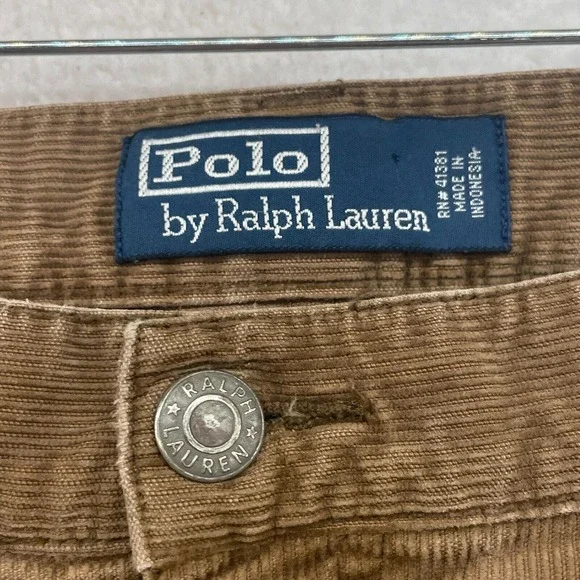 Polo
by Ralph Lauren
RN# 41381
MADE IN
INDONESIA
RALPH
LAUREN